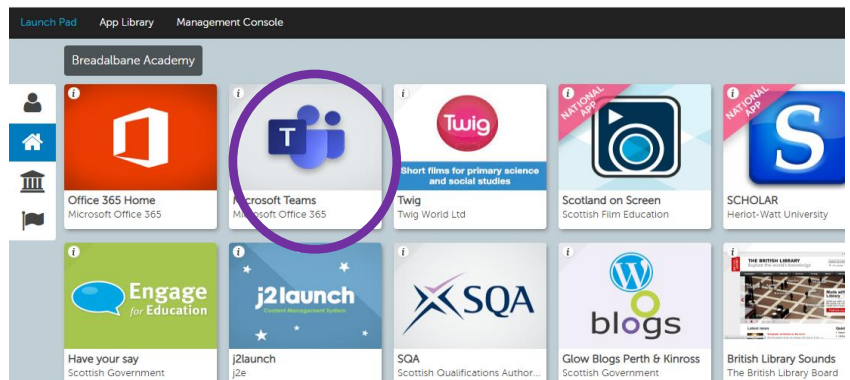 Launch Pad App Library Management Console
Breadalbane Academy
i
i
T
i
Twig
Short films for primary science
and social studies
i
NATIONAL
APP
i
NATIONAL
APP
S
Office 365 Home
Microsoft Office 365
Microsoft Teams
Microsoft Office 365
Twig
Twig World Ltd
Scotland on Screen
Scottish Film Education
SCHOLAR
Heriot-Watt University
i
Engage
for Education
i
j2launch
Content Management System
i
SQA
i
blogs
i
THE BRITISH LIBRARY
Have your say
Scottish Government
j2launch
j2e
SQA
Scottish Qualifications Author...
Glow Blogs Perth & Kinross
Scottish Government
British Library Sounds
The British Library Board